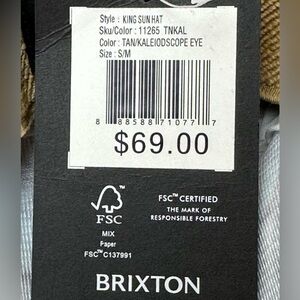 Style : KING SUN HAT
Sku/Color : 11265 TNKAL
Color : TAN/KALEIODSCOPE EYE
Size : S/M
8 88588 71077 7
$69.00
FSC
MIX
Paper
FSC™ C137991
FSC™ CERTIFIED
THE MARK OF
RESPONSIBLE FORESTRY
BRIXTON